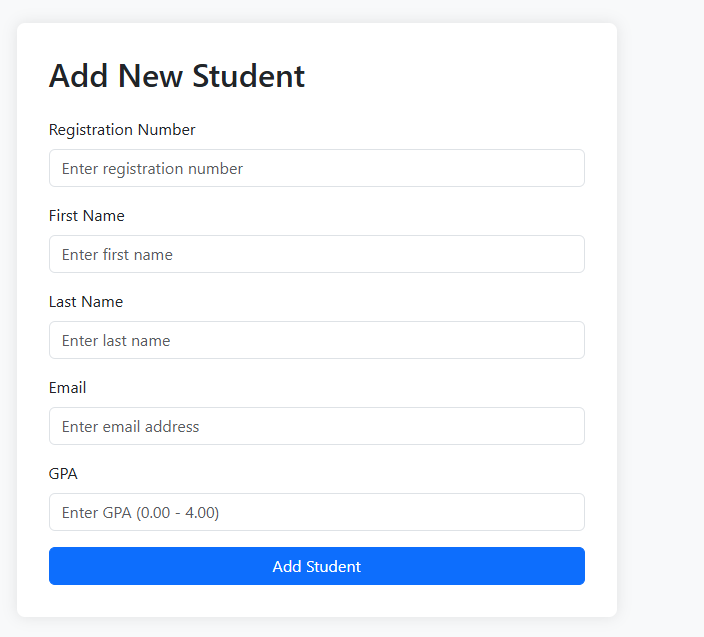 Add New Student
Registration Number
Enter registration number
First Name
Enter first name
Last Name
Enter last name
Email
Enter email address
GPA
Enter GPA (0.00 - 4.00)
Add Student